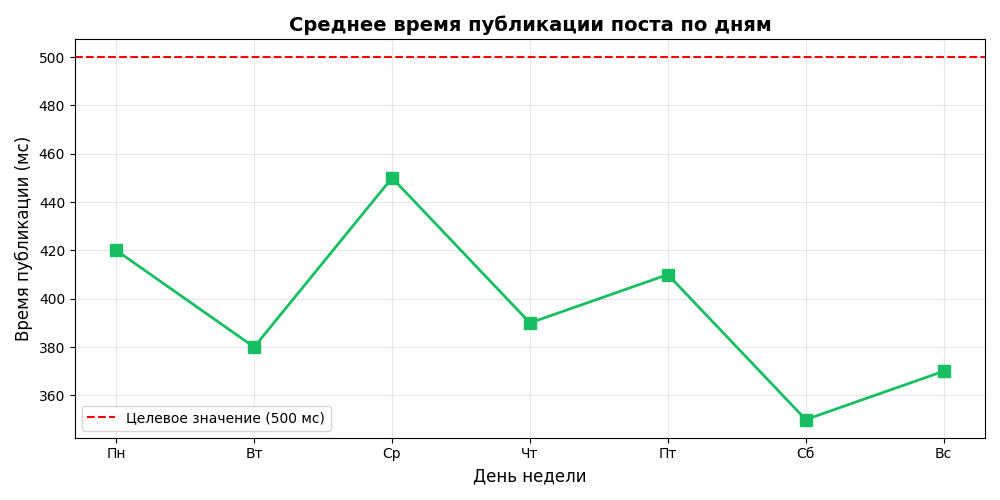 Среднее время публикации поста по дням
Время публикации (мс)
500
480
460
440
420
400
380
360
Целевое значение (500 мс)
Пн
Вт
Ср
Чт
Пт
Сб
Вс
День недели